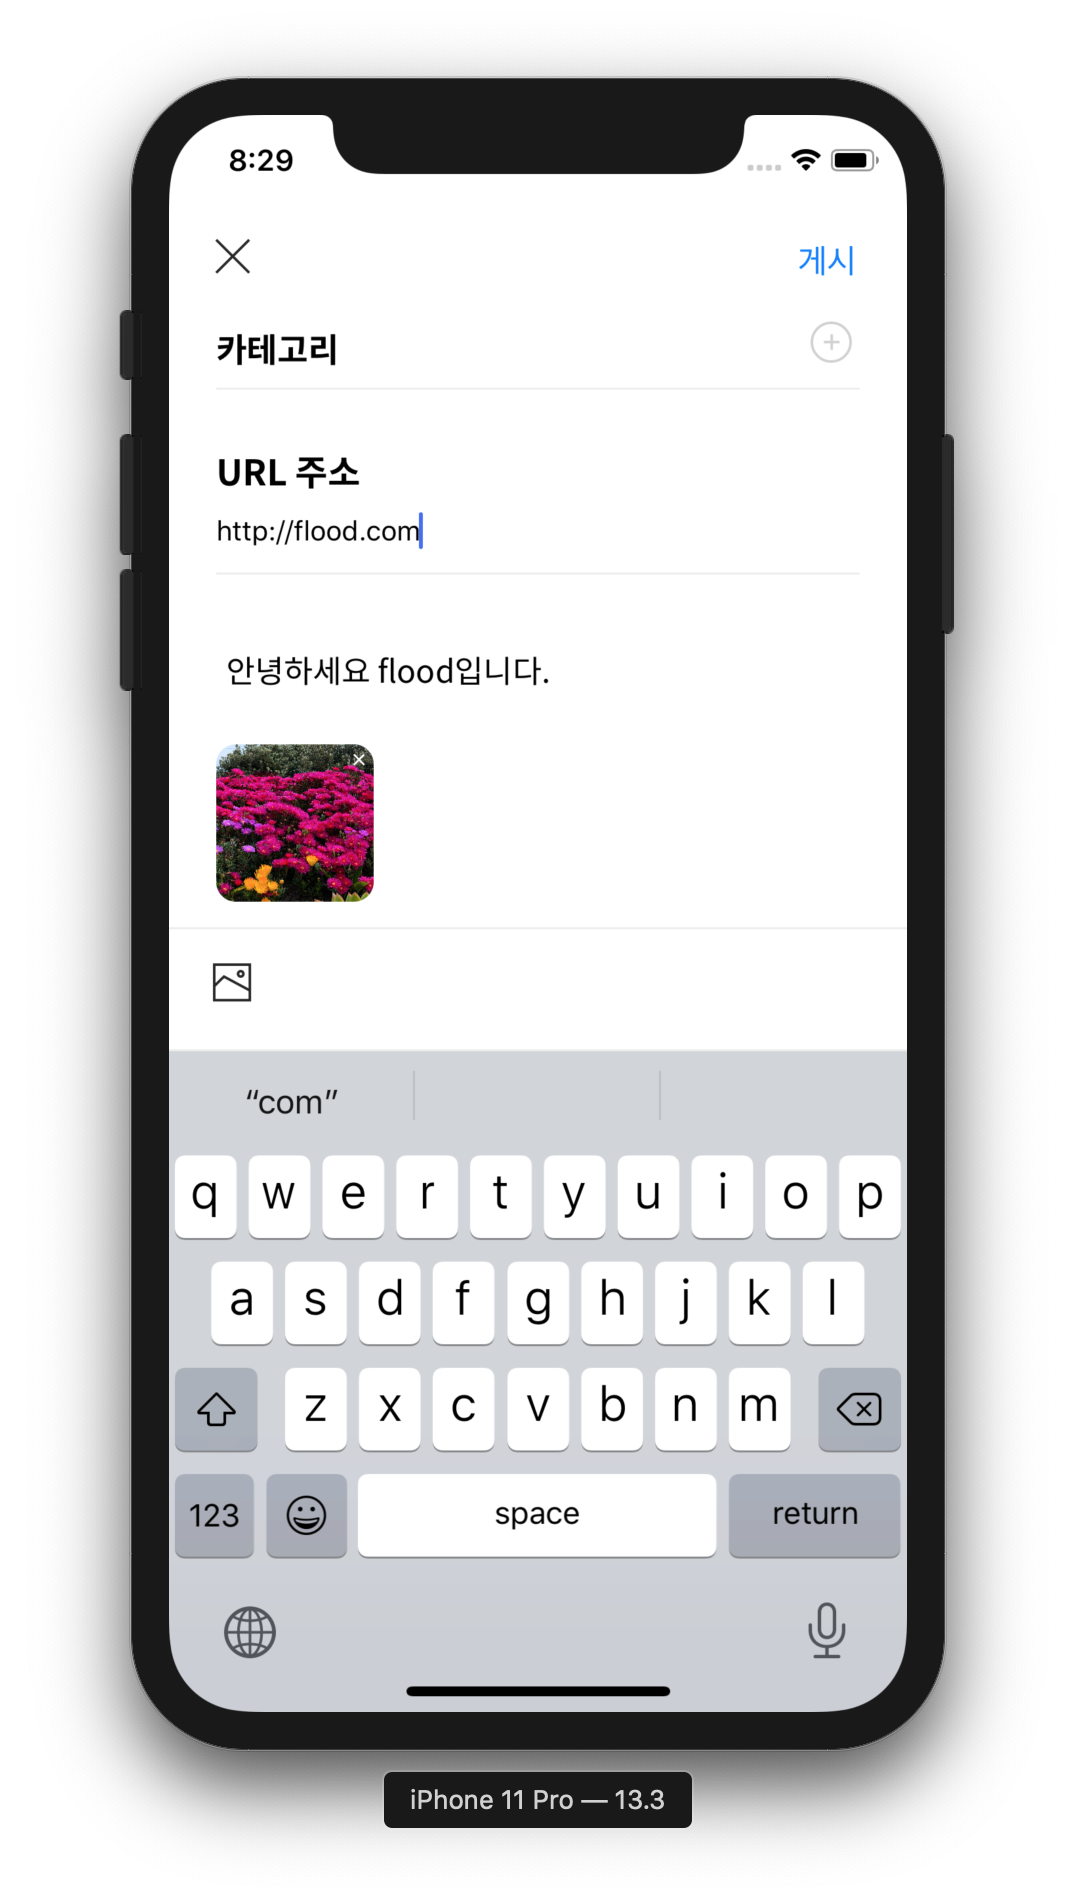 8:29
게시
카테고리
URL 주소
http://flood.com
안녕하세요 flood입니다.
“com”
q w e r t y u i o p
a s d f g h j k l
z x c v b n m
123 space return
iPhone 11 Pro — 13.3